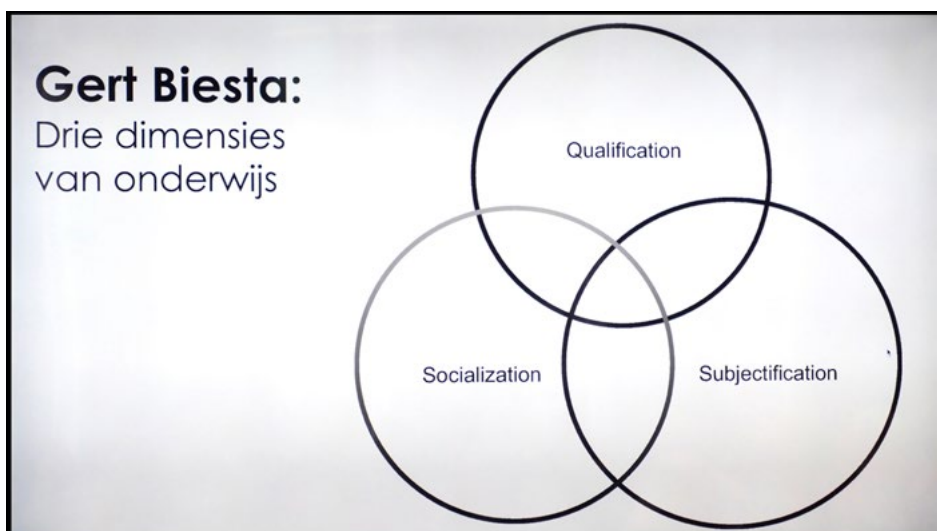 Gert Biesta:
Drie dimensies
van onderwijs
Qualification
Socialization
Subjectification